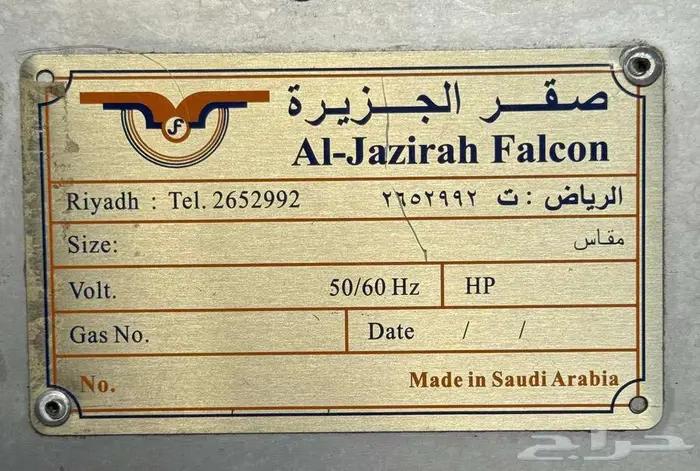 صقر الجزيرة
JF
Al-Jazirah Falcon
Riyadh : Tel. 2652992 الرياض : ت ٢٦٥٢٩٩٢
Size: مقاس
Volt. 50/60 Hz HP
Gas No. Date / /
No. Made in Saudi Arabia
حراج